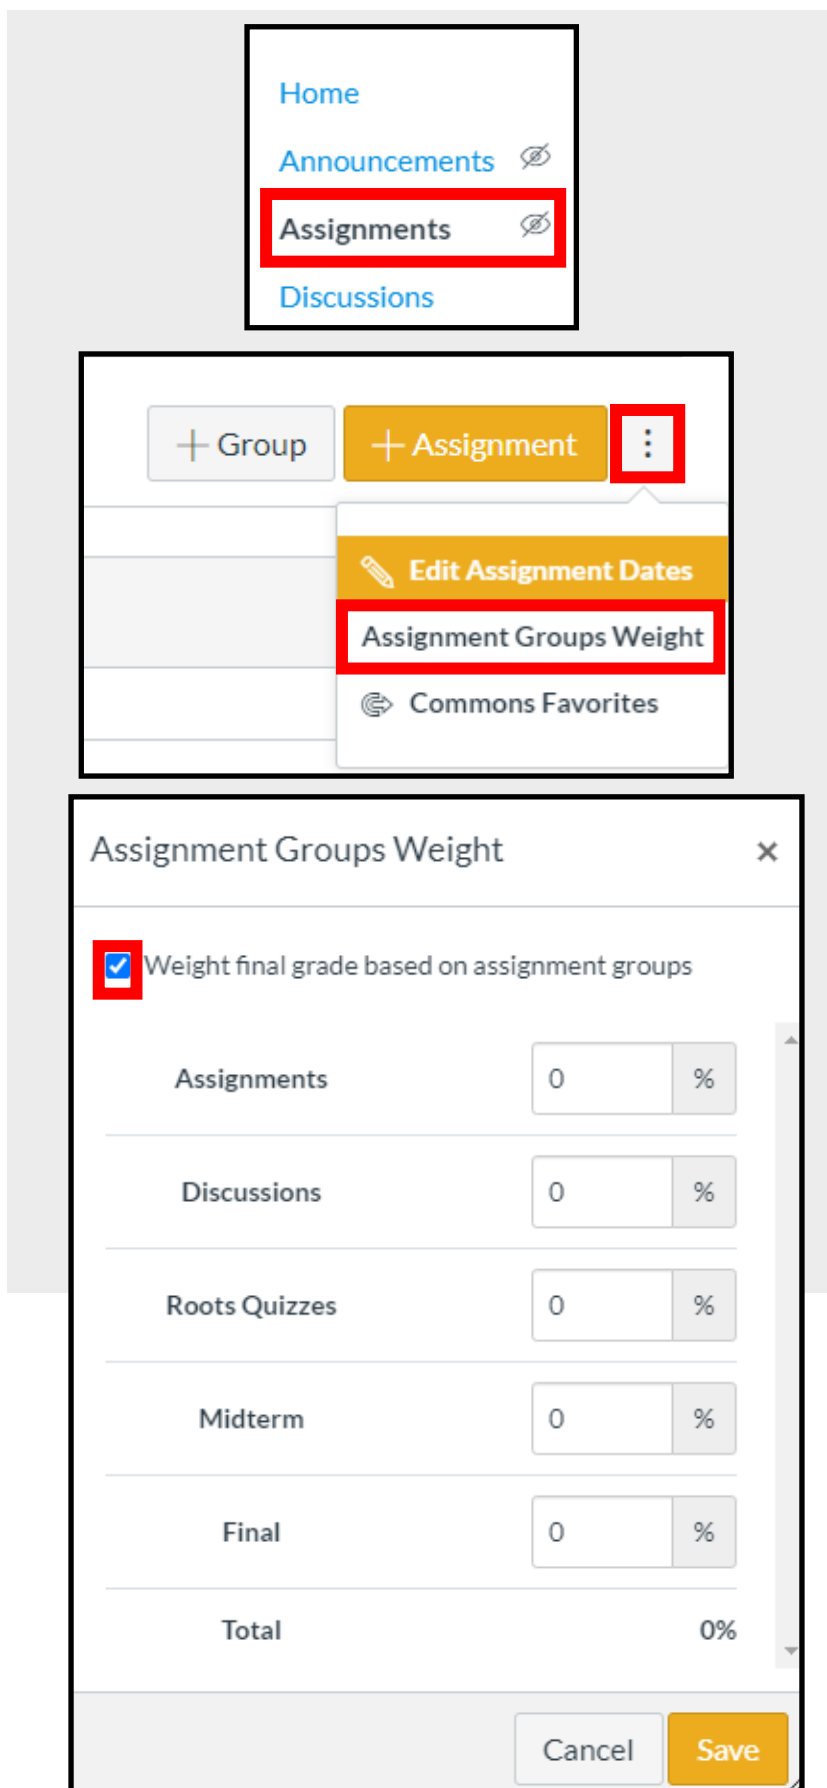 Home
Announcements
Assignments
Discussions
+ Group + Assignment
Edit Assignment Dates
Assignment Groups Weight
Commons Favorites
Assignment Groups Weight ×
Weight final grade based on assignment groups
Assignments 0 %
Discussions 0 %
Roots Quizzes 0 %
Midterm 0 %
Final 0 %
Total 0%
Cancel Save